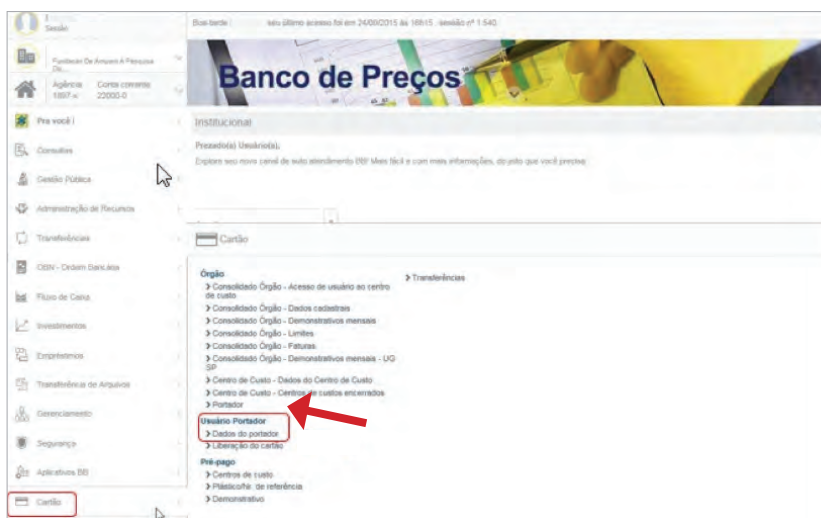 Sessão
Boa tarde seu último acesso foi em 24/09/2015 às 16h15 sessão nº 1.540
Fundacao De Amparo A Pesquisa
Agência Conta corrente
1897-x 22000-0
Banco de Preços
Pra você
Institucional
Prezado(a) Usuário(a),
Consultas
Explore seu novo canal de auto atendimento BB! Mais fácil e com mais informações, do jeito que você precisa
Gestão Pública
Administração de Recursos
Transferências
Cartão
OBN - Ordem Bancária
Fluxo de Caixa
Investimentos
Empréstimos
Transferência de Arquivos
Gerenciamento
Segurança
Aplicativos BB
Cartão
Órgão
> Consolidado Órgão - Acesso de usuário ao centro
de custo
> Consolidado Órgão - Dados cadastrais
> Consolidado Órgão - Demonstrativos mensais
> Consolidado Órgão - Limites
> Consolidado Órgão - Faturas
> Consolidado Órgão - Demonstrativos mensais - UG
SP
> Centro de Custo - Dados do Centro de Custo
> Centro de Custo - Centros de custos encerrados
> Portador
Usuário Portador
> Dados do portador
> Liberação do cartão
Pré-pago
> Centros de custo
> Plástico/Nr. de referência
> Demonstrativo
> Transferências